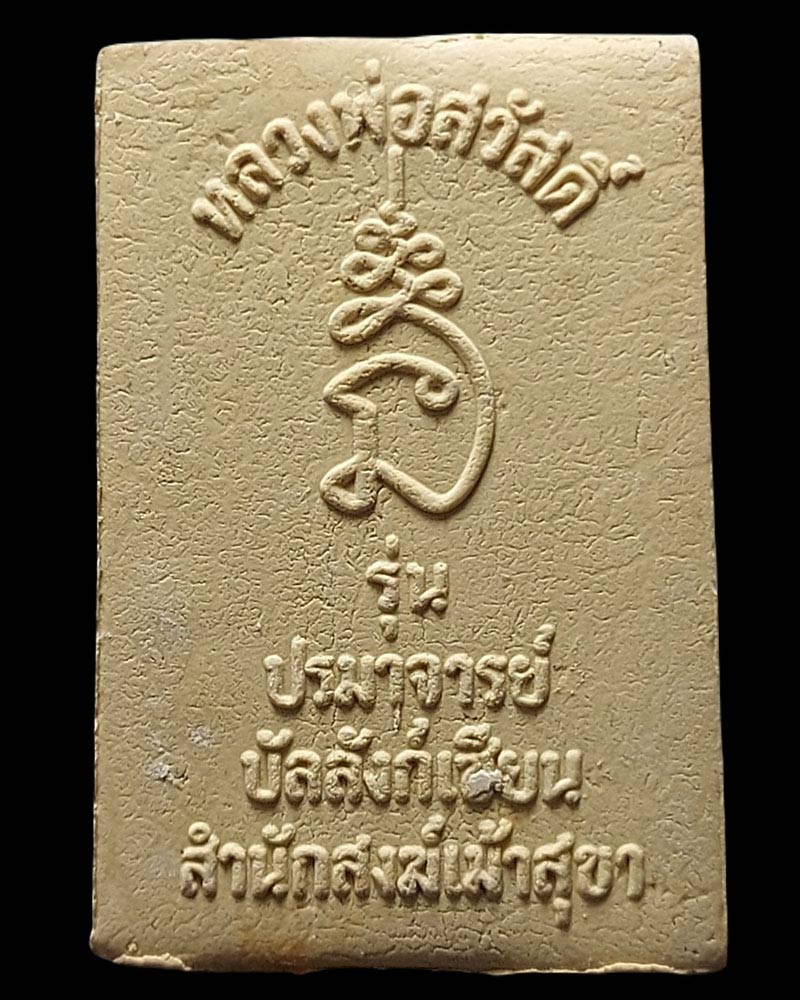 หลวงพ่อสวัสดิ์
รุ่น
ปรมาจารย์
บัลลังก์เซียน
สำนักสงฆ์เม้าสุขา